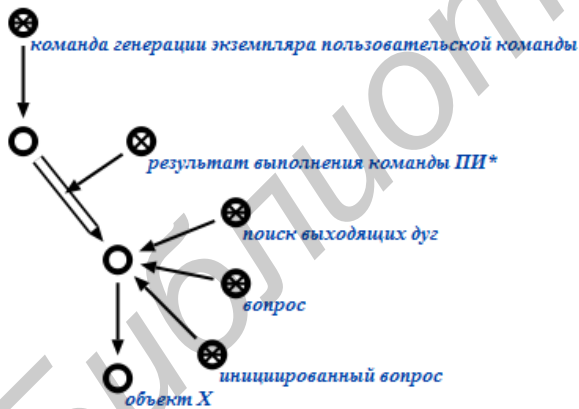 команда генерации экземпляра пользовательской команды
результат выполнения команды ПИ*
поиск выходящих дуг
вопрос
инициированный вопрос
объект X